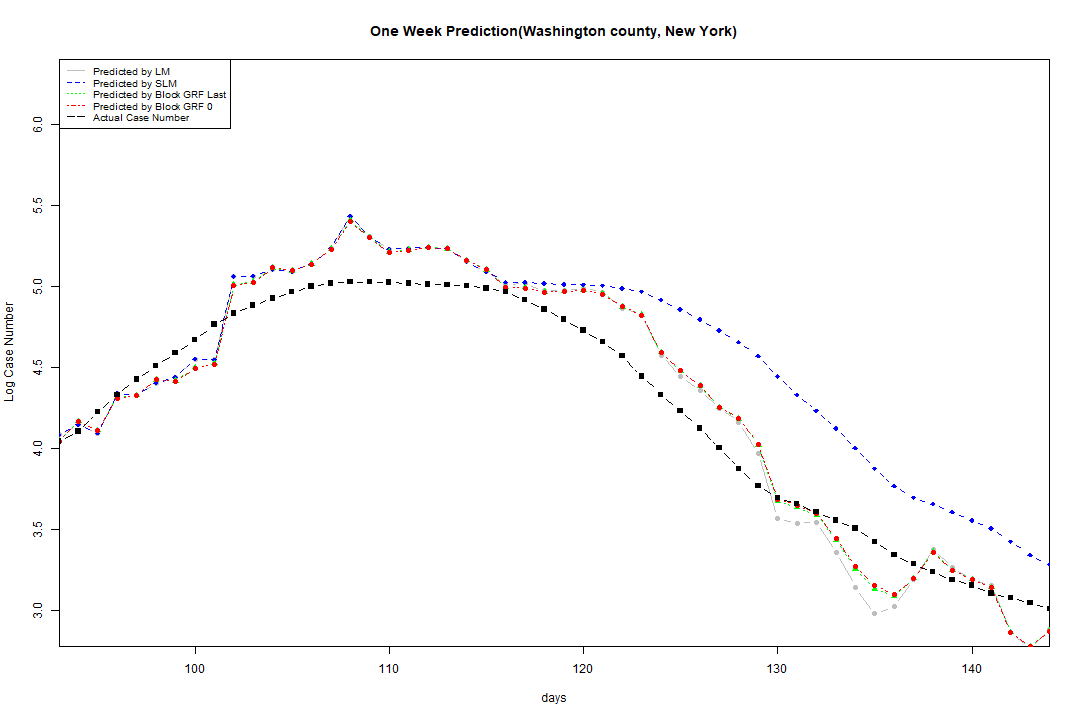 One Week Prediction(Washington county, New York)
Predicted by LM
Predicted by SLM
Predicted by Block GRF Last
Predicted by Block GRF 0
Actual Case Number
Log Case Number
6.0
5.5
5.0
4.5
4.0
3.5
3.0
100 110 120 130 140
days